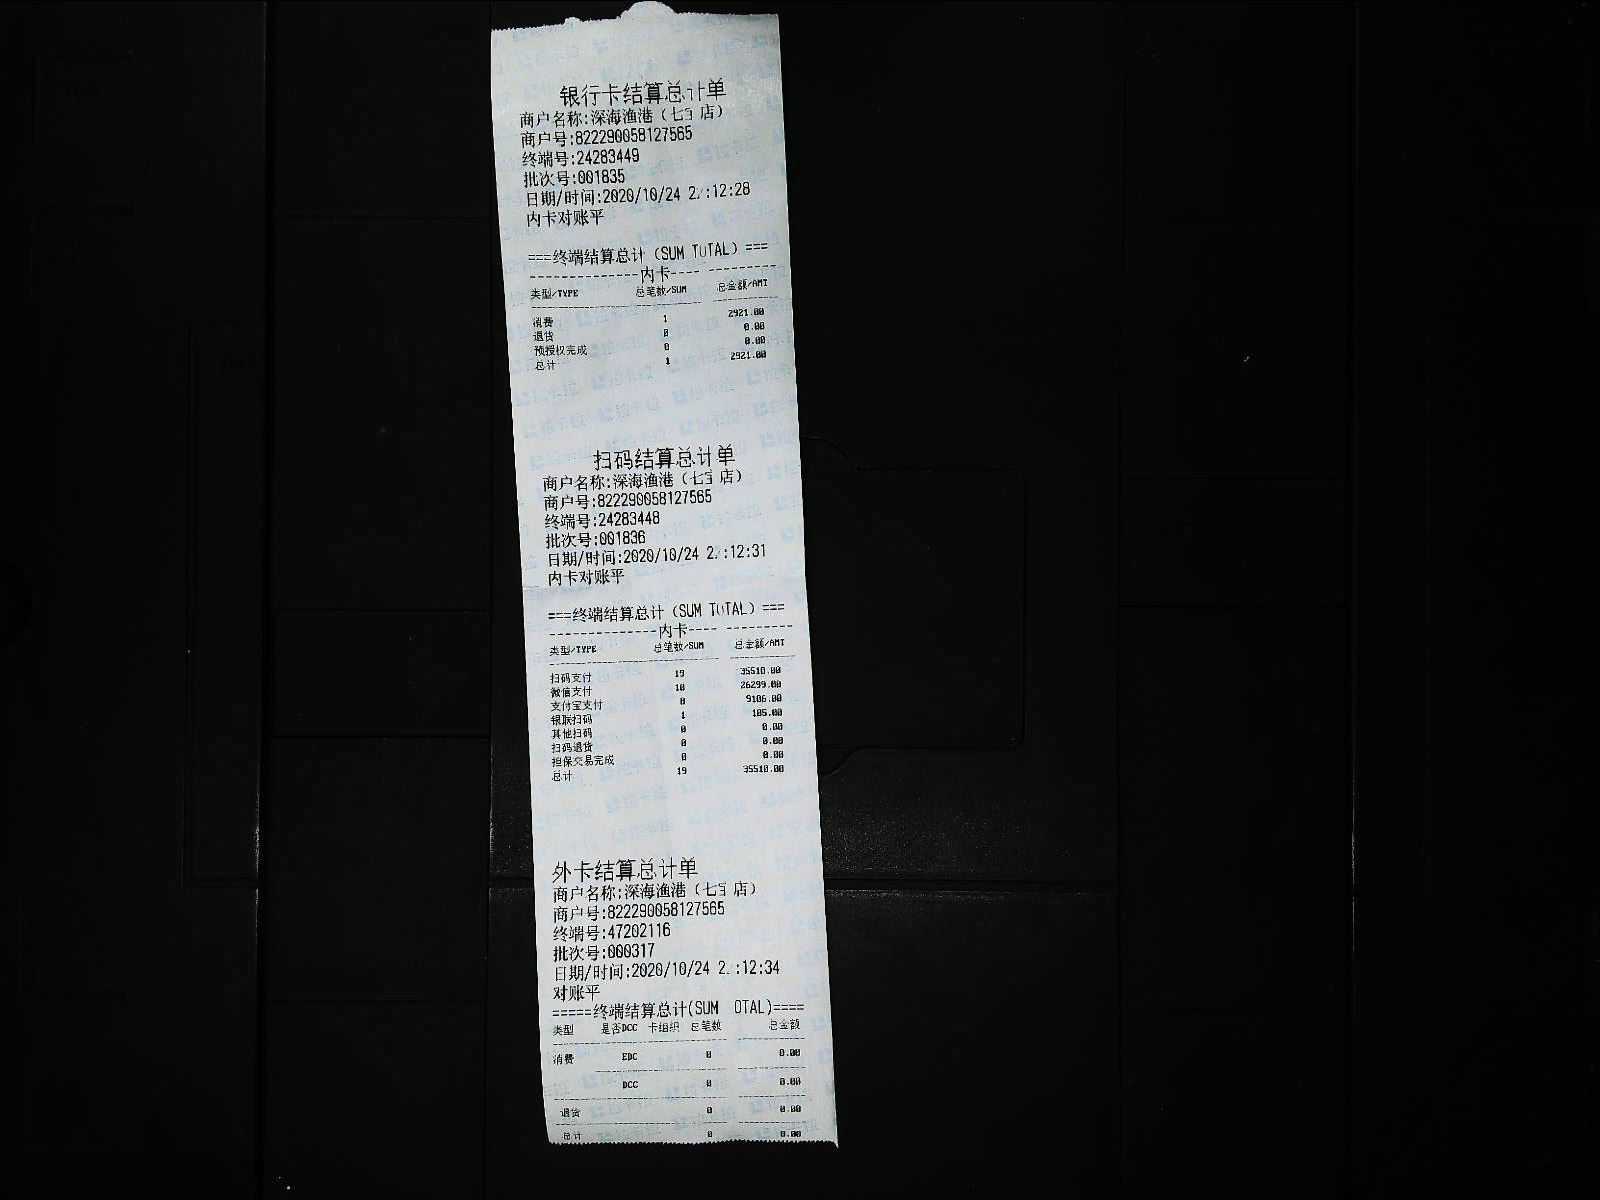 银行卡结算总计单
商户名称:深海渔港（七 店）
商户号:822290058127565
终端号:24283449
批次号:001835
日期/时间:2020/10/24 2 :12:28
内卡对账平
===终端结算总计（SUM TOTAL）===
内卡
类型/TYPE 总笔数/SUM 总金额/AMT
消费 1 2921.00
退货 0 0.00
预授权完成 0 0.00
总计 1 2921.00
扫码结算总计单
商户名称:深海渔港（七 店）
商户号:822290058127565
终端号:24283448
批次号:001836
日期/时间:2020/10/24 2 :12:31
内卡对账平
===终端结算总计（SUM TOTAL）===
内卡
类型/TYPE 总笔数/SUM 总金额/AMT
扫码支付 19 35510.00
微信支付 10 26299.00
支付宝支付 8 9106.00
银联扫码 1 105.00
其他扫码 0 0.00
扫码退货 0 0.00
担保交易完成 0 0.00
总计 19 35510.00
外卡结算总计单
商户名称:深海渔港（七 店）
商户号:822290058127565
终端号:47202116
批次号:000317
日期/时间:2020/10/24 2 :12:34
对账平
=====终端结算总计(SUM OTAL)====
类型 是否DCC 卡组织 总笔数 总金额
消费 EDC 0 0.00
DCC 0 0.00
退货 0 0.00
总计 0 0.00